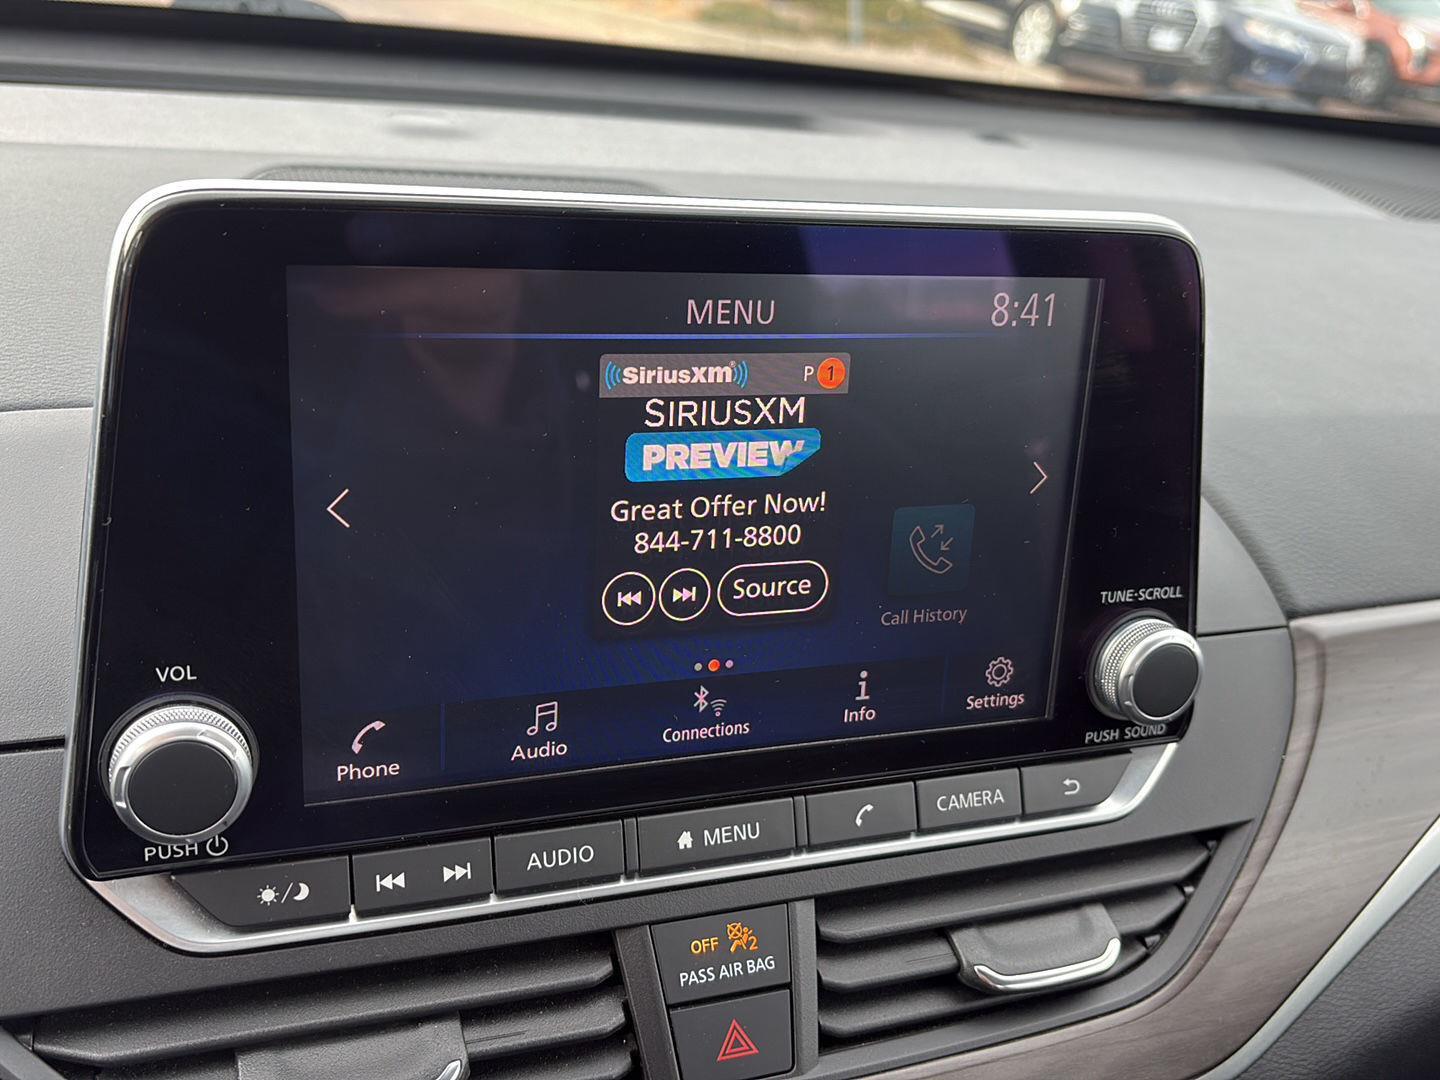 MENU
8:41
SiriusXM® P 1
SIRIUSXM
PREVIEW
Great Offer Now!
844-711-8800
Source
Call History
Phone
Audio
Connections
Info
Settings
VOL
PUSH
TUNE·SCROLL
PUSH SOUND
AUDIO
MENU
CAMERA
OFF 2
PASS AIR BAG